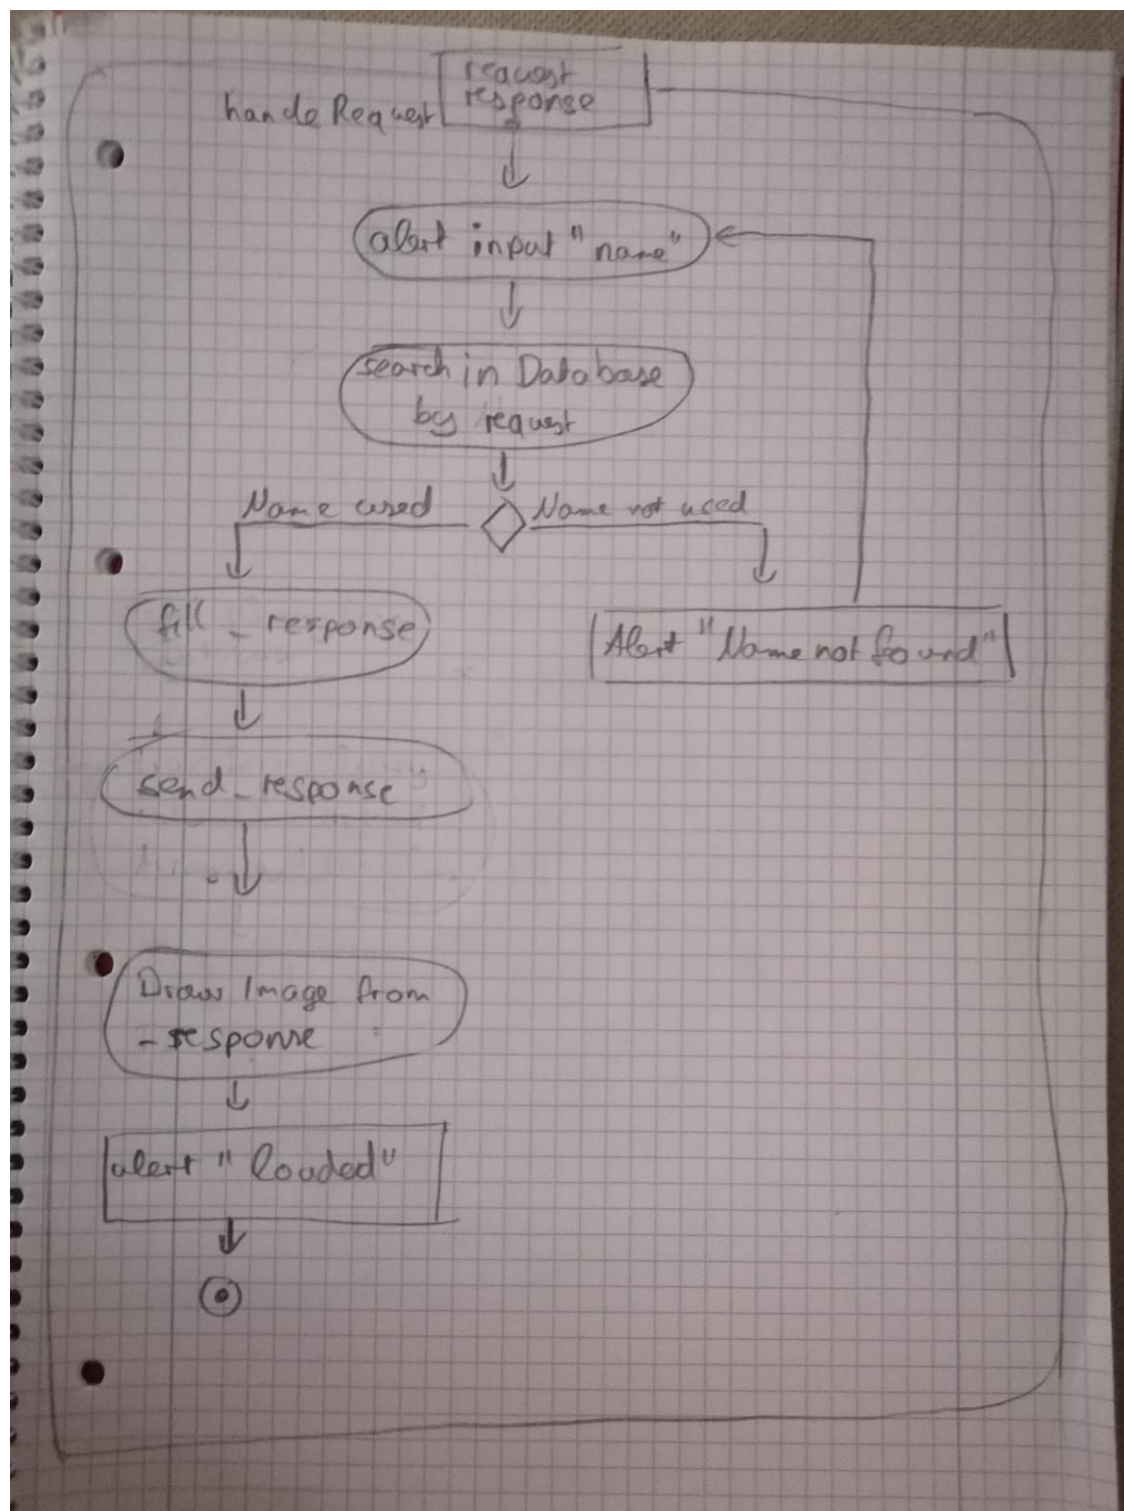 request
response
handeRequest
alert input "name"
search in Database
by request
Name used
Name not used
fill_response
Alert "Name not found"
send_response
Draw Image from
_response
alert "loaded"